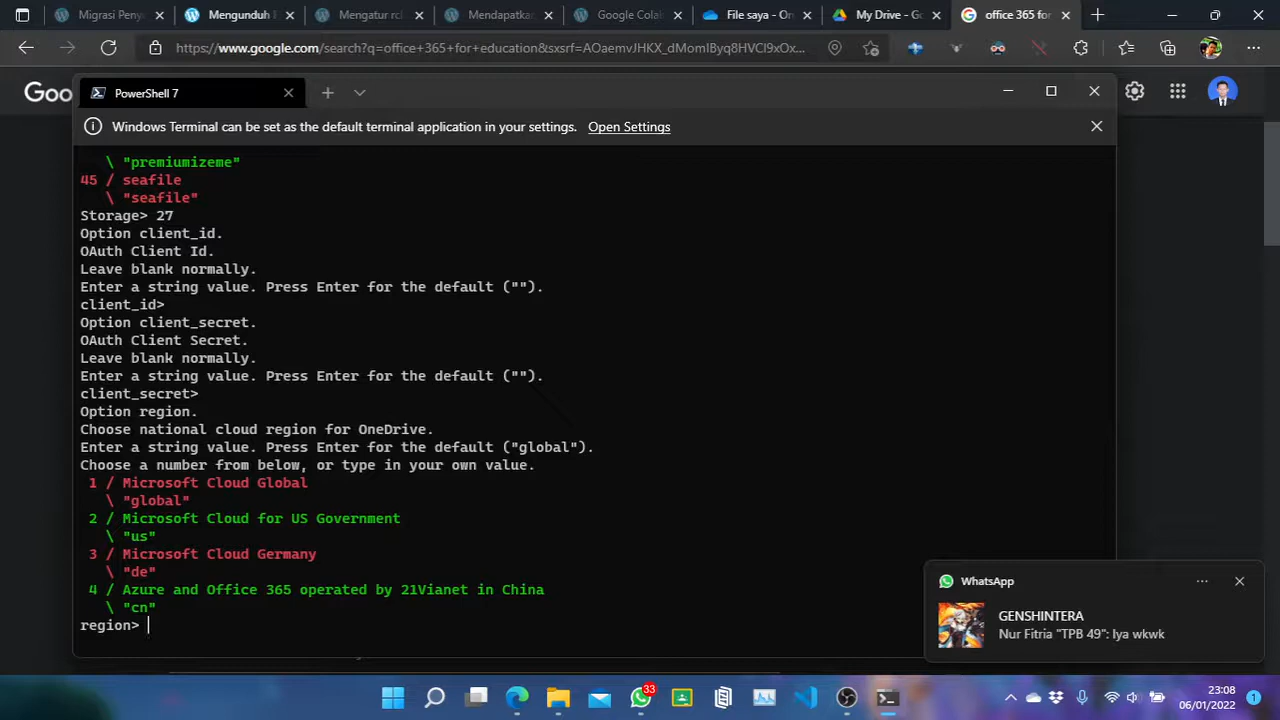 Migrasi Penya
Mengunduh F
Mengatur rcl
Mendapatkar
Google Colab
File saya - On
My Drive - Go
office 365 for
https://www.google.com/search?q=office+365+for+education&sxsrf=AOaemvJHKX_dMomIByq8HVCl9xOx...
Goo
PowerShell 7
Windows Terminal can be set as the default terminal application in your settings. Open Settings
\ "premiumizeme"
45 / seafile
\ "seafile"
Storage> 27
Option client_id.
OAuth Client Id.
Leave blank normally.
Enter a string value. Press Enter for the default ("").
client_id>
Option client_secret.
OAuth Client Secret.
Leave blank normally.
Enter a string value. Press Enter for the default ("").
client_secret>
Option region.
Choose national cloud region for OneDrive.
Enter a string value. Press Enter for the default ("global").
Choose a number from below, or type in your own value.
1 / Microsoft Cloud Global
\ "global"
2 / Microsoft Cloud for US Government
\ "us"
3 / Microsoft Cloud Germany
\ "de"
4 / Azure and Office 365 operated by 21Vianet in China
\ "cn"
region>
WhatsApp
GENSHINTERA
Nur Fitria "TPB 49": Iya wkwk
33
23:08
06/01/2022
1